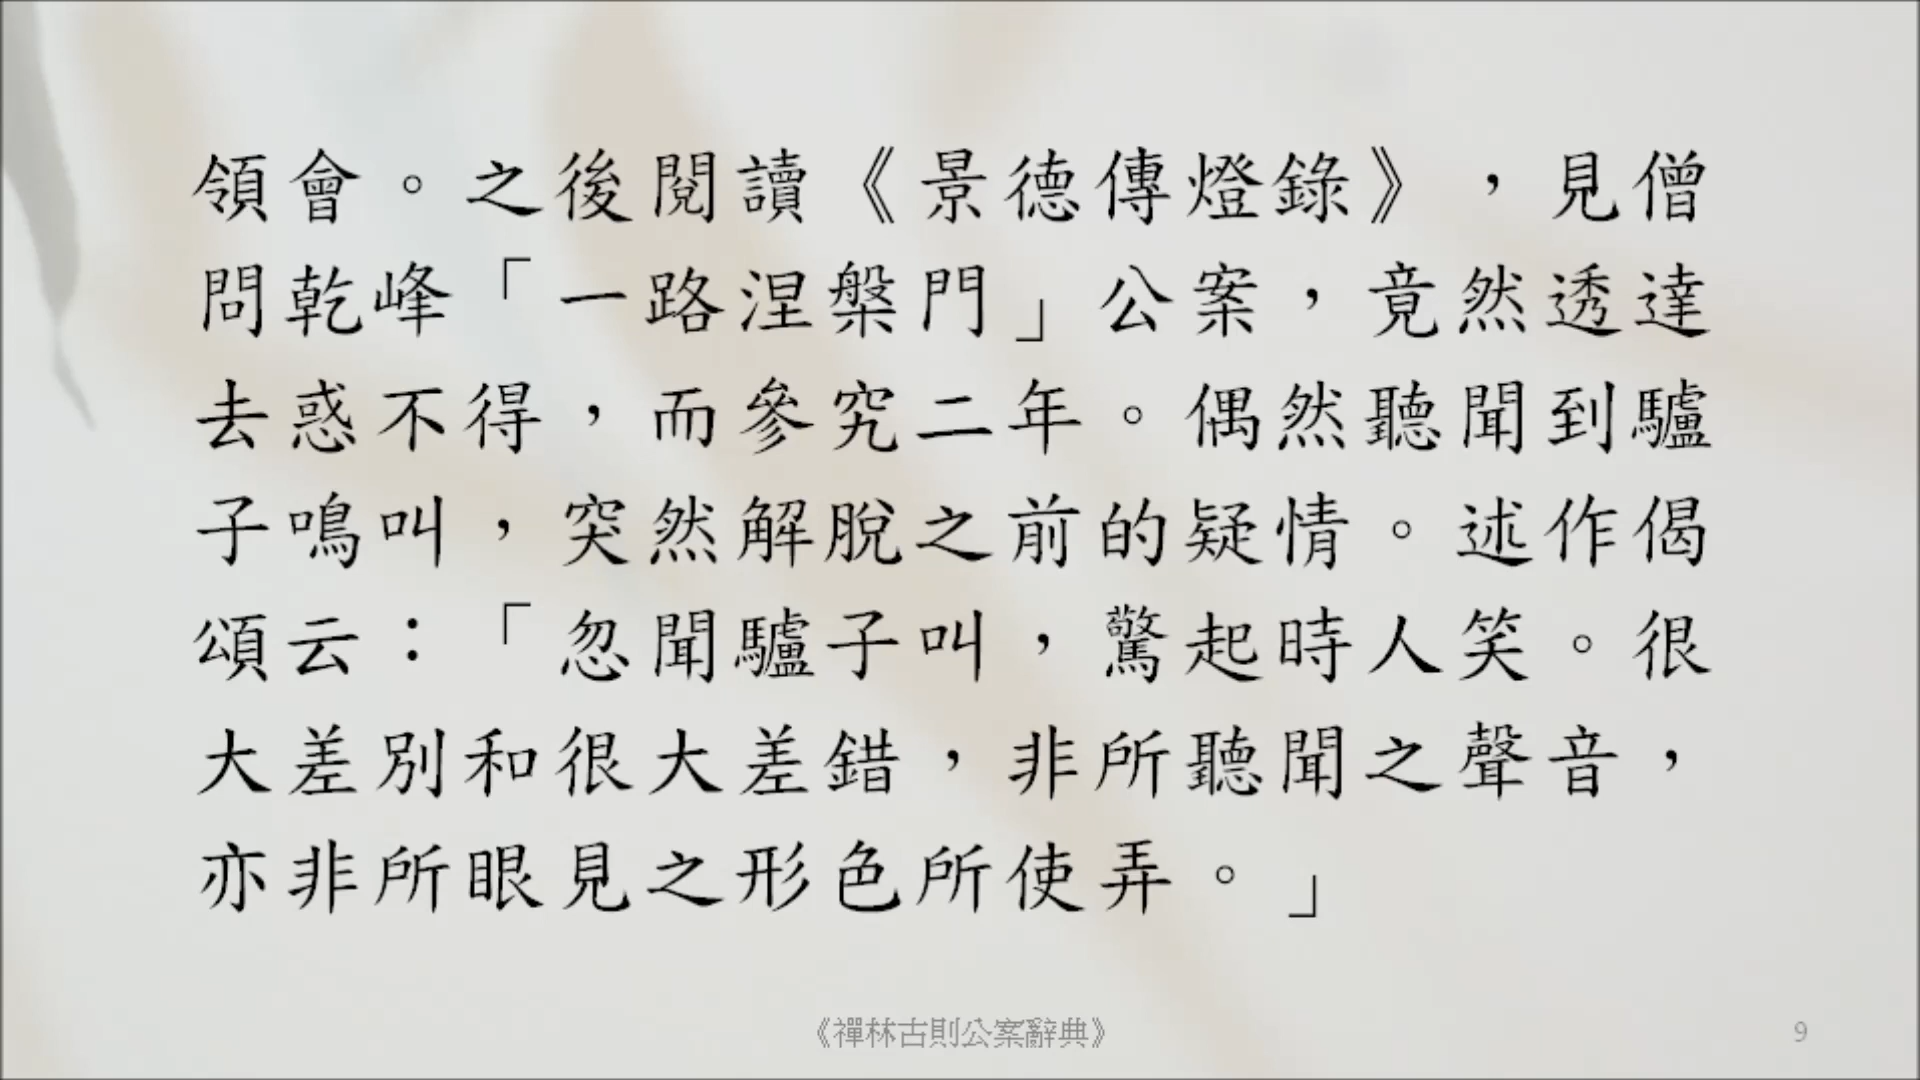 領會。之後閱讀《景德傳燈錄》，見僧
問乾峰「一路涅槃門」公案，竟然透達
去惑不得，而參究二年。偶然聽聞到驢
子鳴叫，突然解脫之前的疑情。述作偈
頌云：「忽聞驢子叫，驚起時人笑。很
大差別和很大差錯，非所聽聞之聲音，
亦非所眼見之形色所使弄。」
《禪林古則公案辭典》
9